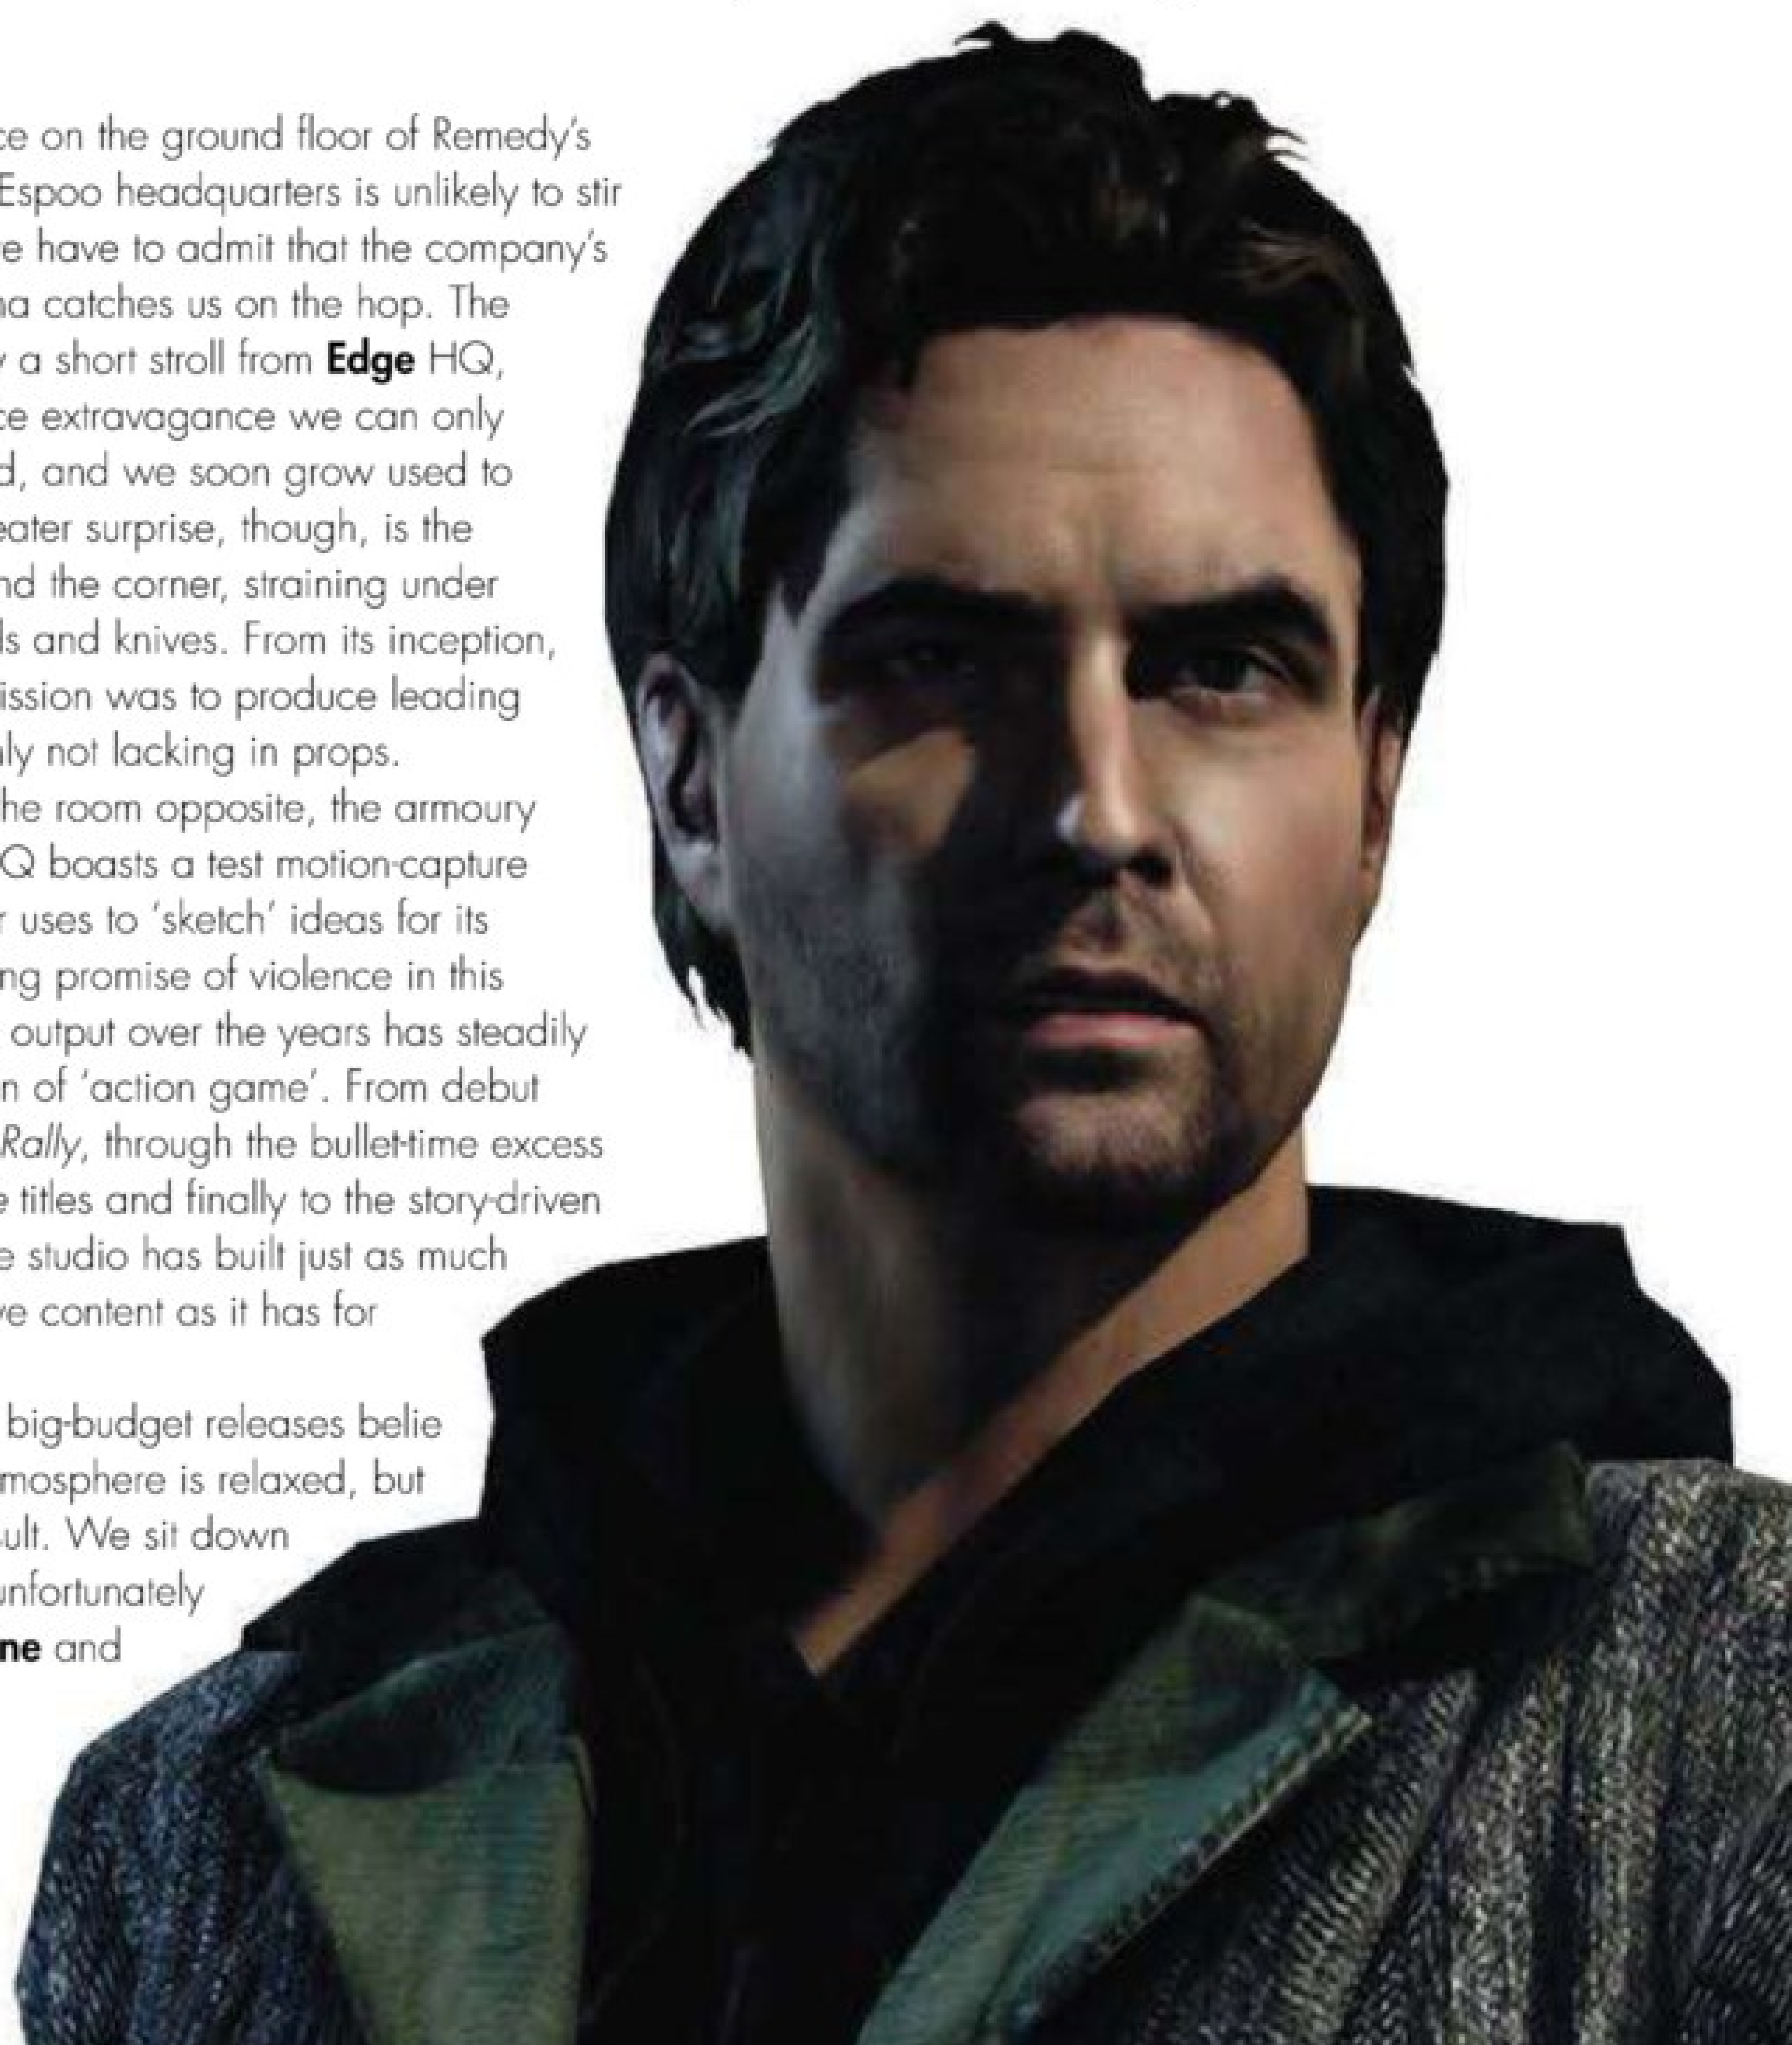 ce on the ground floor of Remedy's
Espoo headquarters is unlikely to stir
e have to admit that the company's
na catches us on the hop. The
y a short stroll from Edge HQ,
ce extravagance we can only
d, and we soon grow used to
eater surprise, though, is the
nd the corner, straining under
ls and knives. From its inception,
ission was to produce leading
nly not lacking in props.
he room opposite, the armoury
Q boasts a test motion-capture
r uses to 'sketch' ideas for its
ng promise of violence in this
output over the years has steadily
n of 'action game'. From debut
Rally, through the bullet-time excess
e titles and finally to the story-driven
e studio has built just as much
ve content as it has for
big-budget releases belie
mosphere is relaxed, but
sult. We sit down
unfortunately
ne and